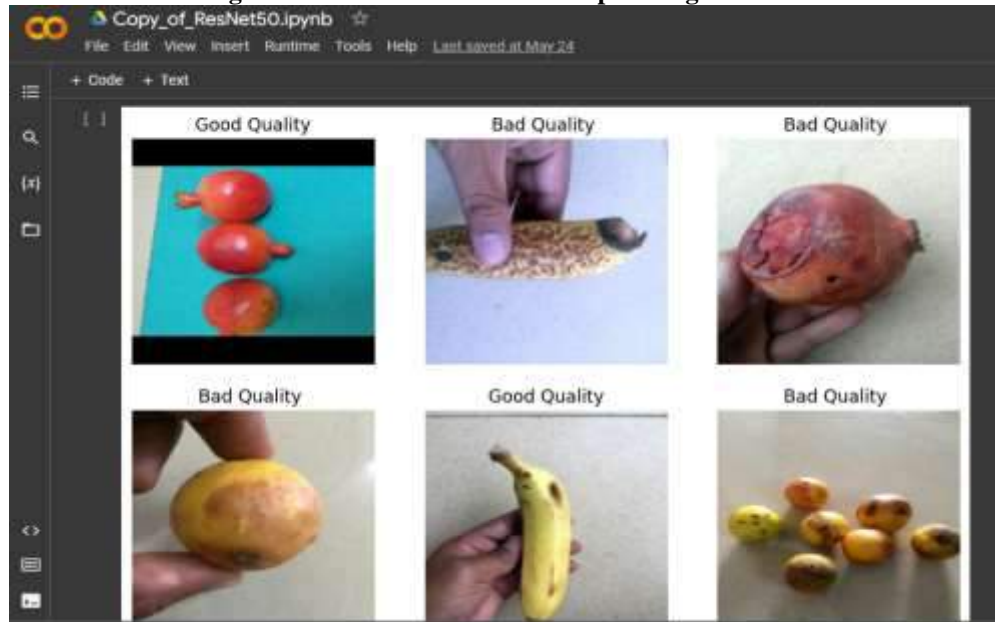 Copy_of_ResNet50.ipynb
File Edit View Insert Runtime Tools Help Last saved at May 24
+ Code + Text
[ ]
{x}
Good Quality Bad Quality Bad Quality
Bad Quality Good Quality Bad Quality
<>